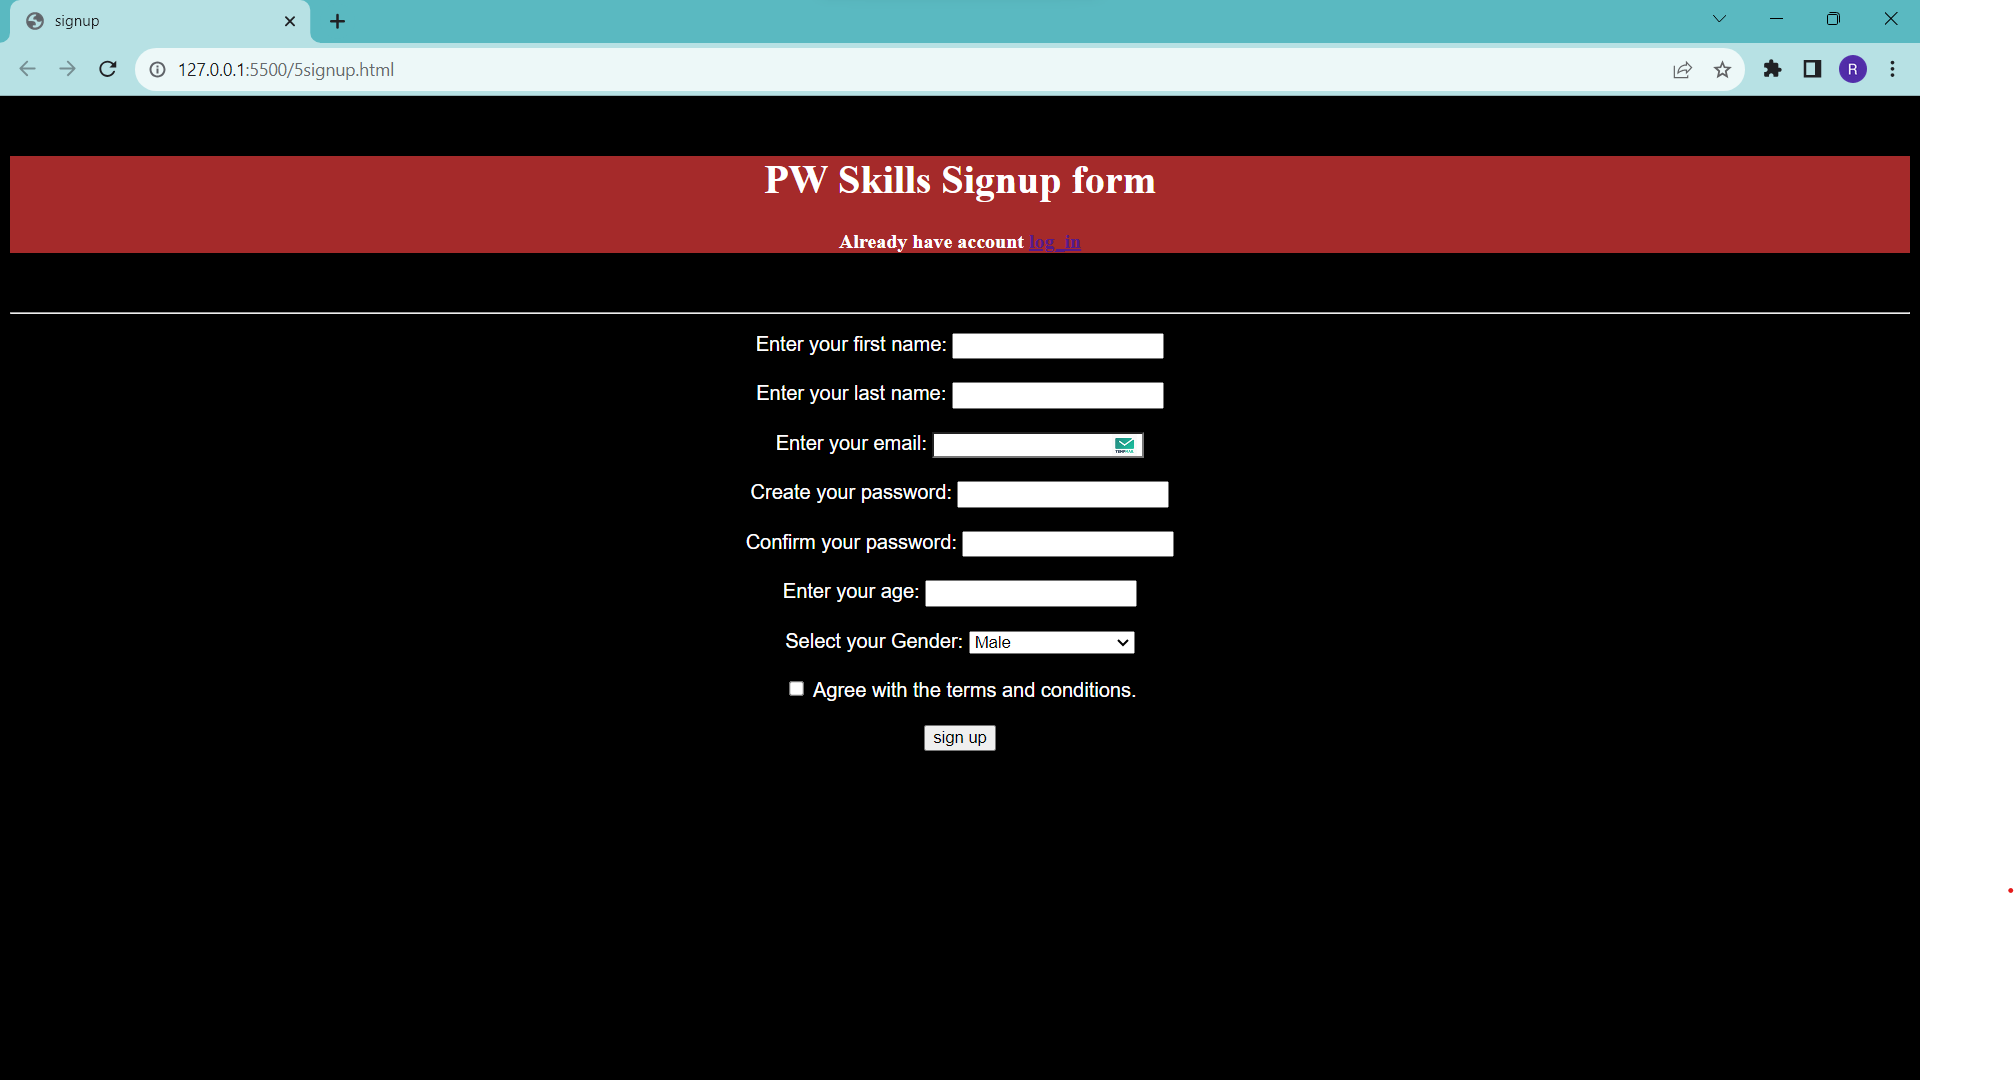 signup
127.0.0.1:5500/5signup.html
R
PW Skills Signup form
Already have account log_in
Enter your first name:
Enter your last name:
Enter your email:
Create your password:
Confirm your password:
Enter your age:
Select your Gender: Male
Agree with the terms and conditions.
sign up